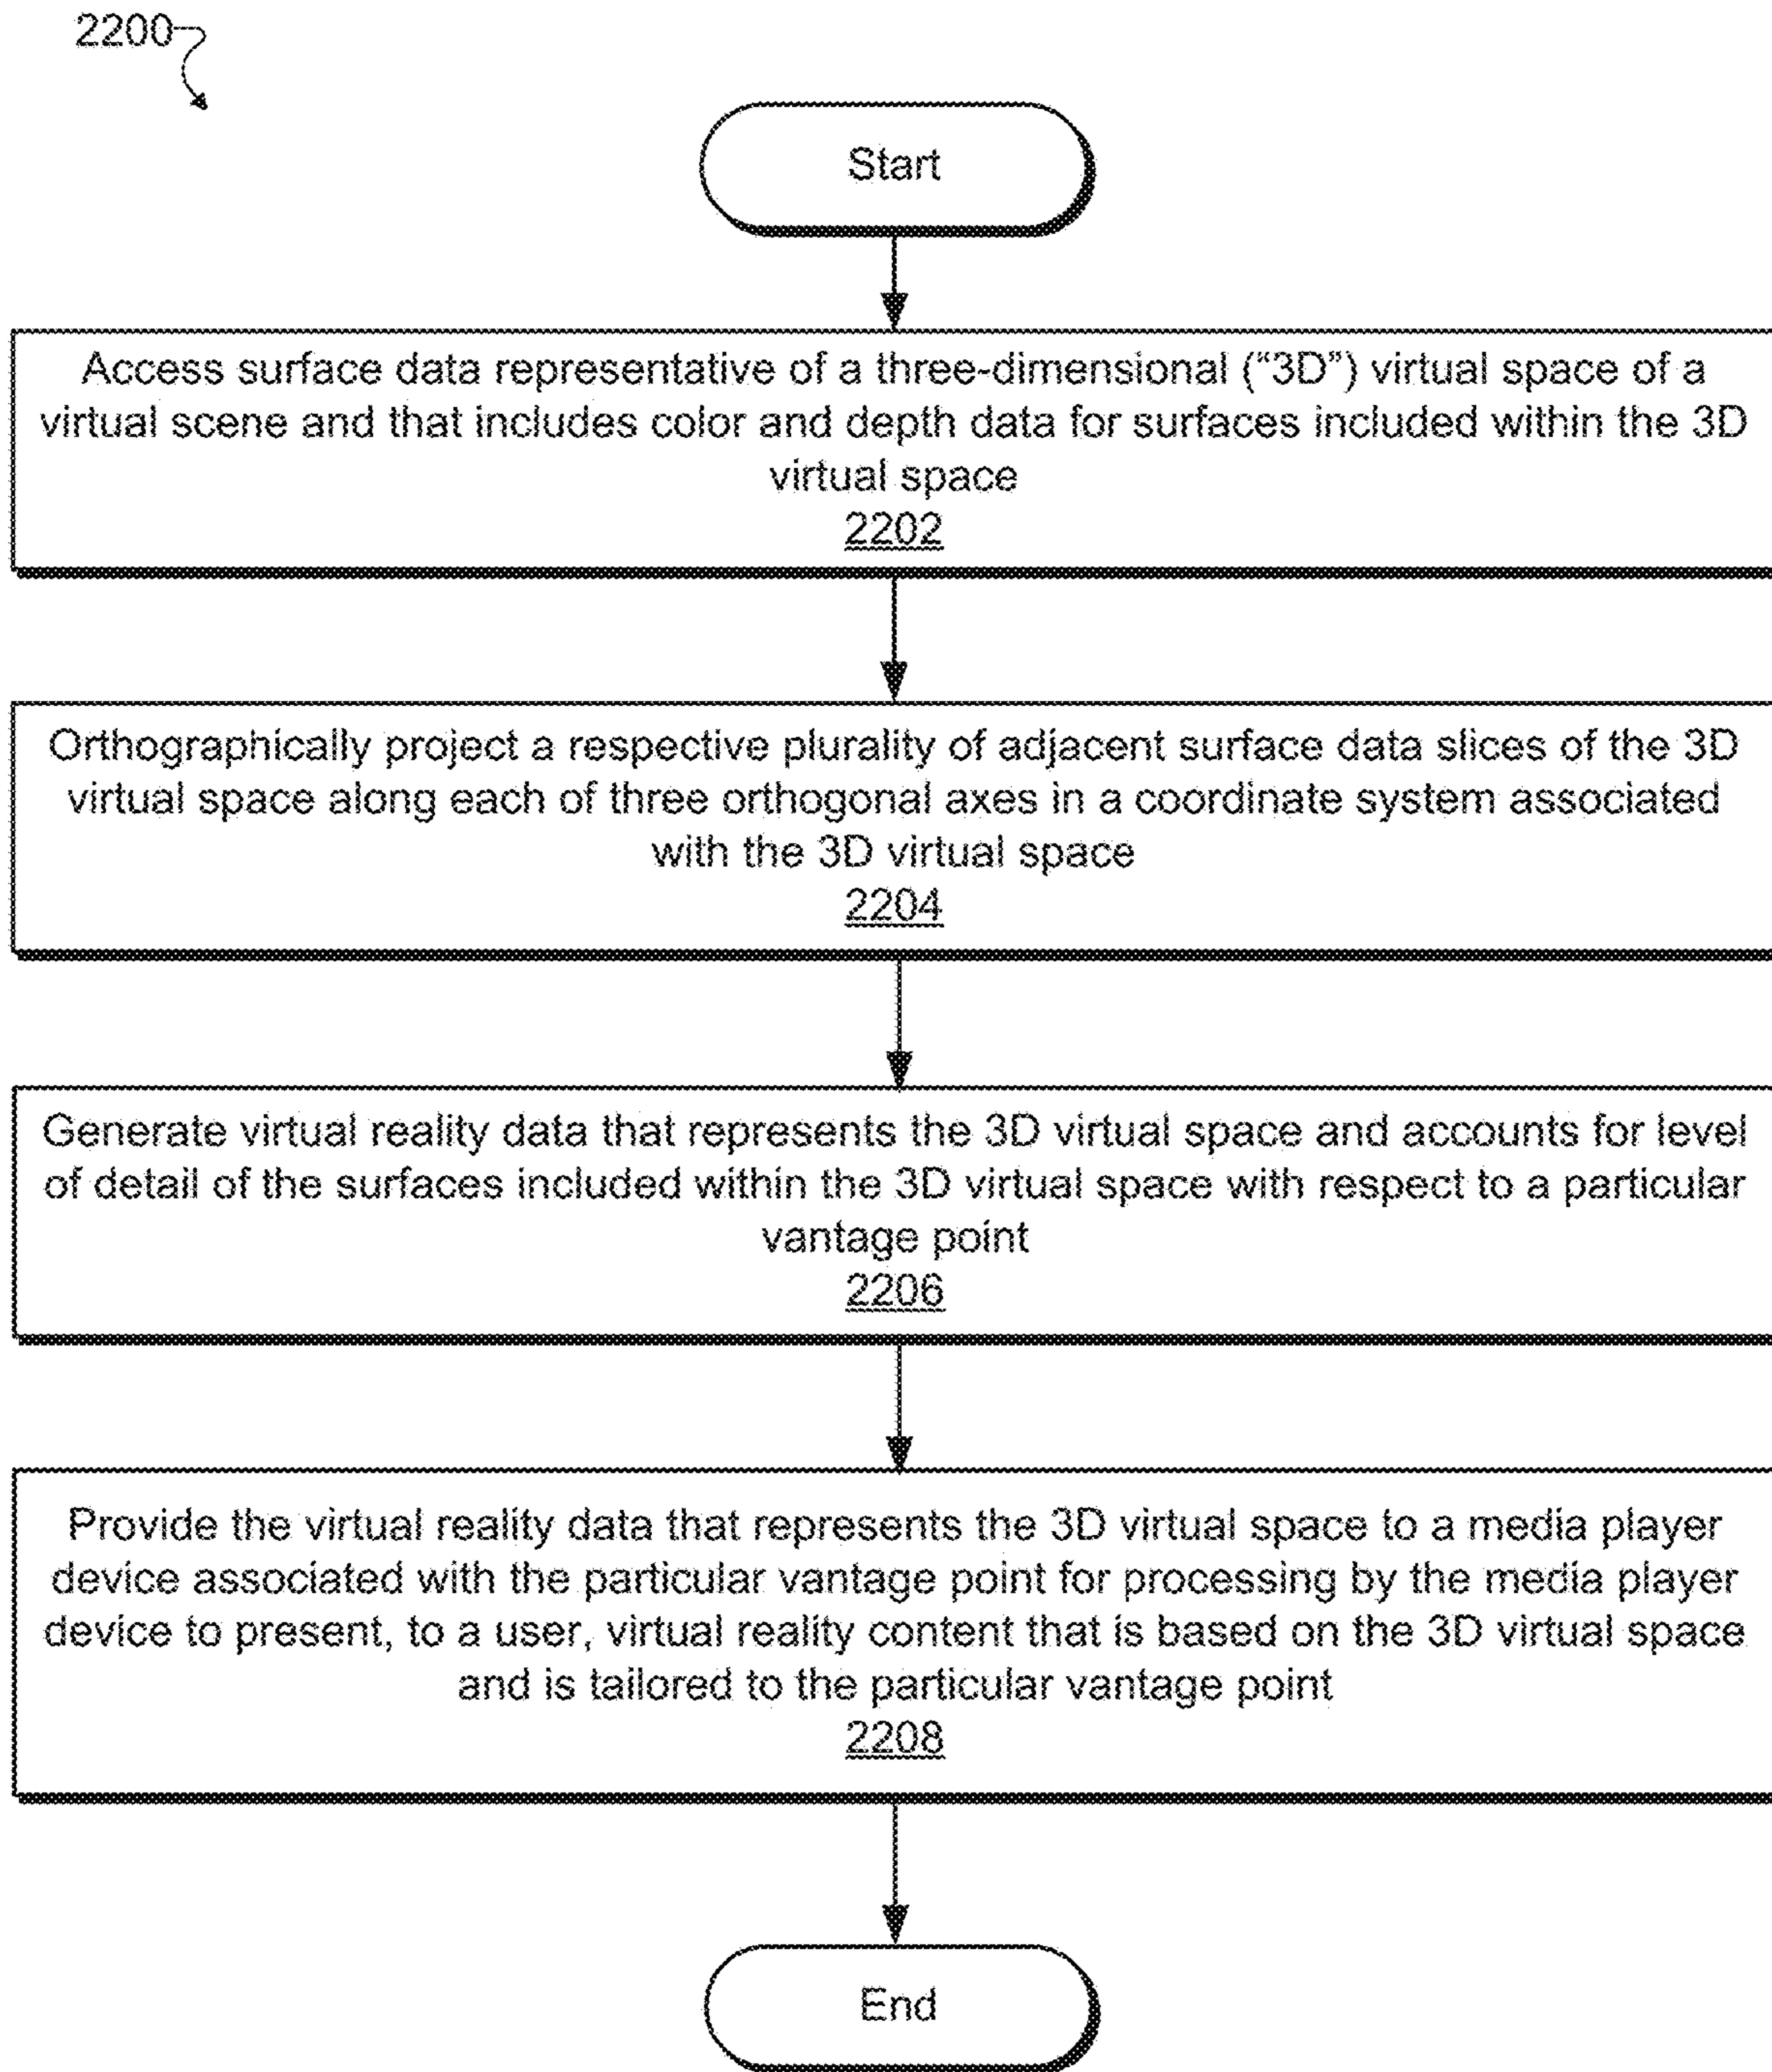 2200
Start
Access surface data representative of a three-dimensional (“3D”) virtual space of a
virtual scene and that includes color and depth data for surfaces included within the 3D
virtual space
2202
Orthographically project a respective plurality of adjacent surface data slices of the 3D
virtual space along each of three orthogonal axes in a coordinate system associated
with the 3D virtual space
2204
Generate virtual reality data that represents the 3D virtual space and accounts for level
of detail of the surfaces included within the 3D virtual space with respect to a particular
vantage point
2206
Provide the virtual reality data that represents the 3D virtual space to a media player
device associated with the particular vantage point for processing by the media player
device to present, to a user, virtual reality content that is based on the 3D virtual space
and is tailored to the particular vantage point
2208
End